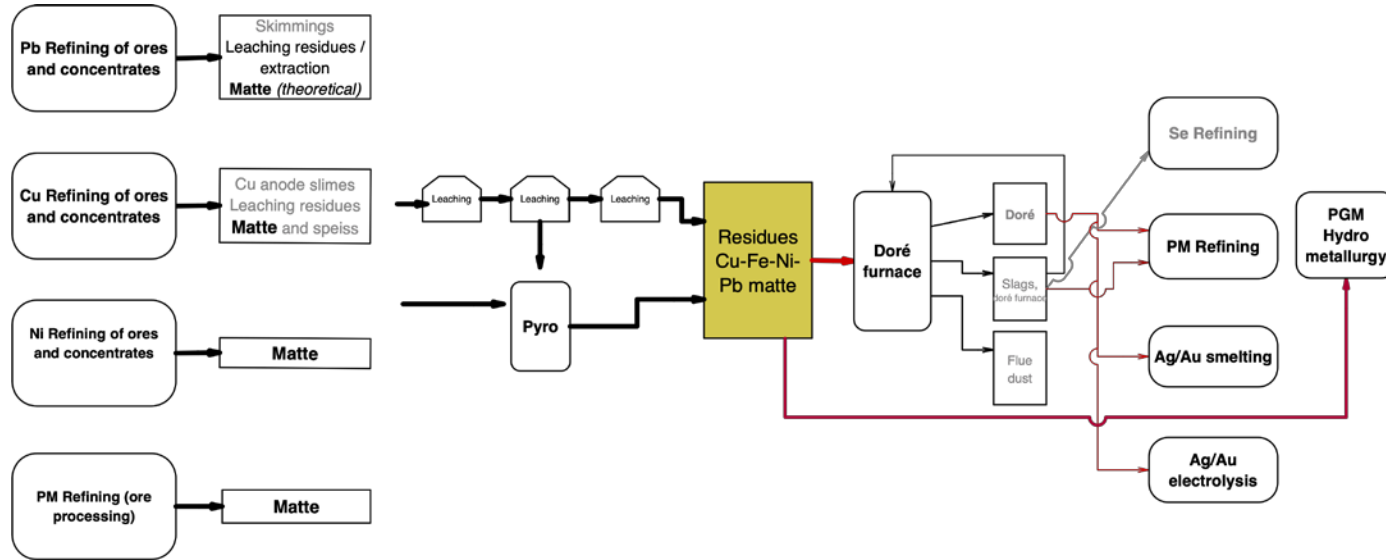 Pb Refining of ores
and concentrates
Skimmings
Leaching residues /
extraction
Matte (theoretical)
Cu Refining of ores
and concentrates
Cu anode slimes
Leaching residues
Matte and speiss
Ni Refining of ores
and concentrates
Matte
PM Refining (ore
processing)
Matte
Leaching
Leaching
Leaching
Pyro
Residues
Cu-Fe-Ni-
Pb matte
Doré
furnace
Doré
Slags,
doré furnace
Flue
dust
Se Refining
PM Refining
Ag/Au smelting
Ag/Au
electrolysis
PGM
Hydro
metallurgy